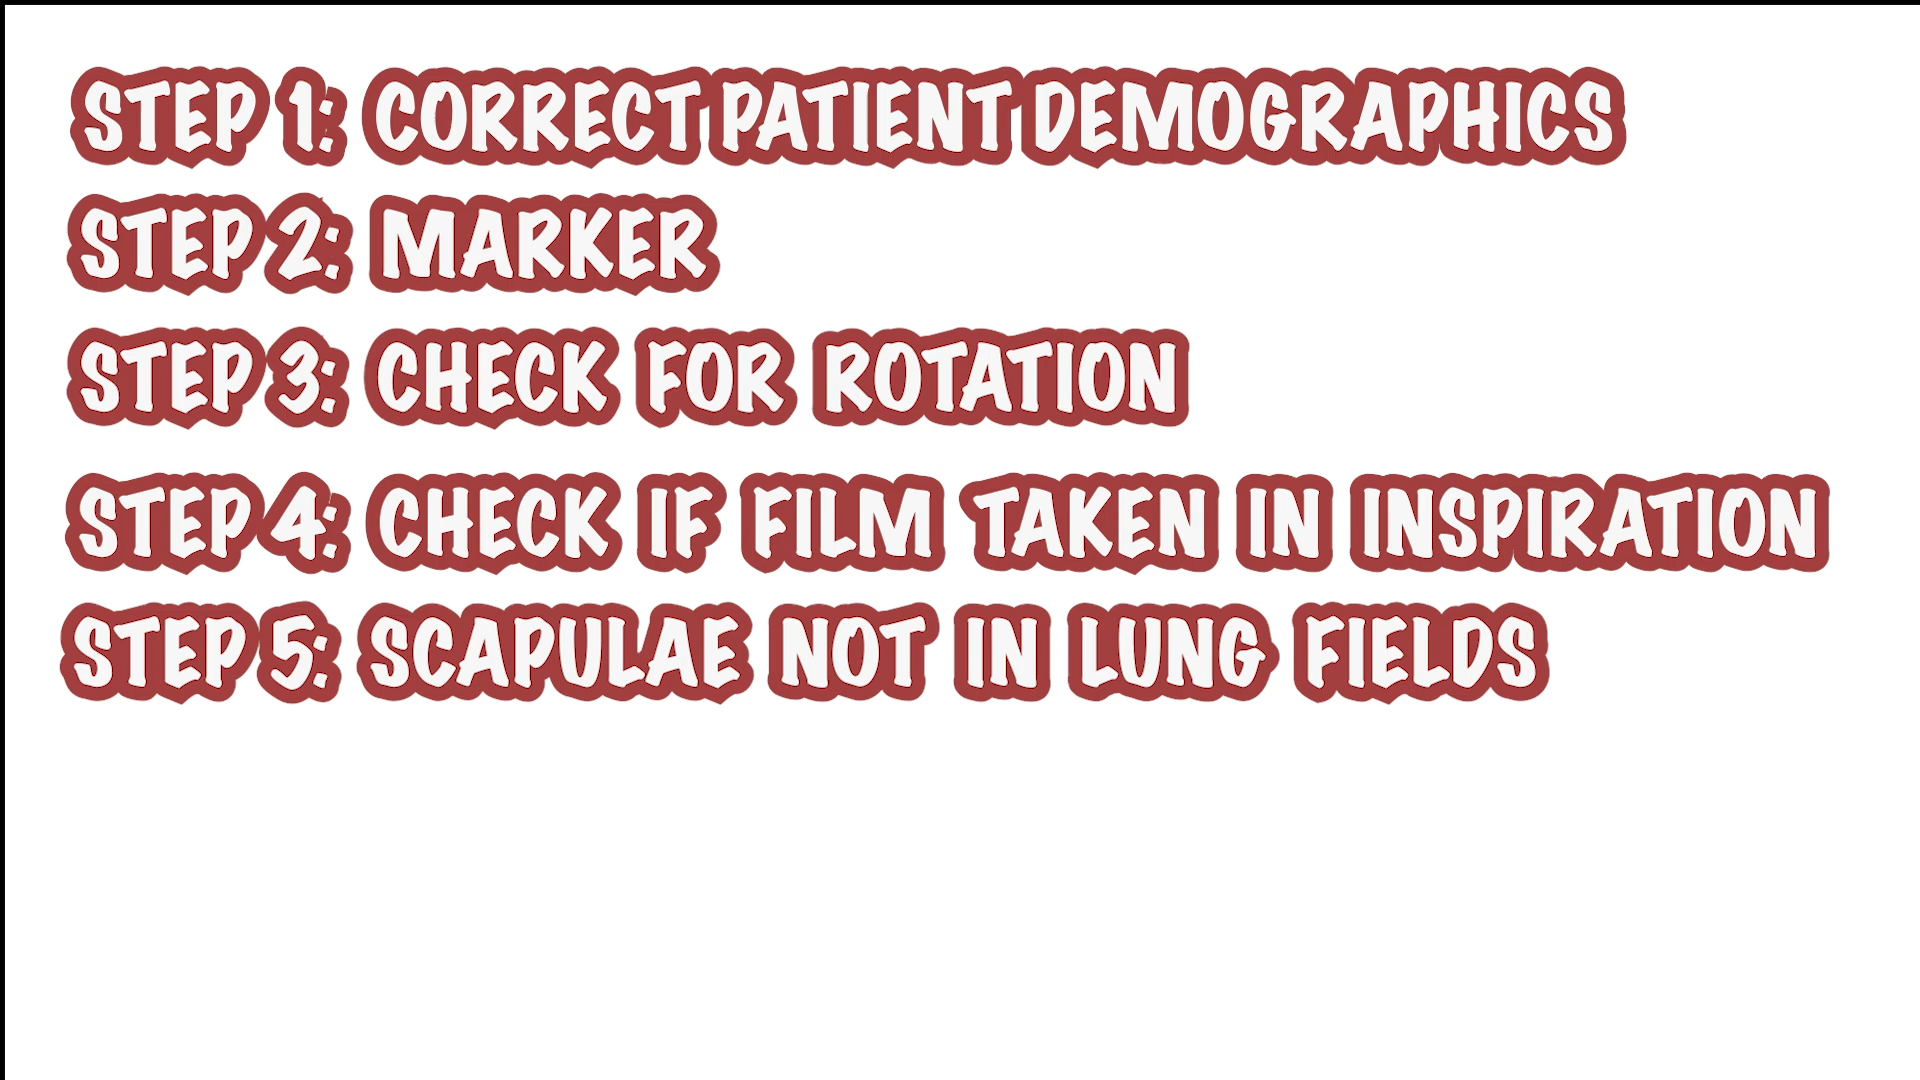 STEP 1: CORRECT PATIENT DEMOGRAPHICS
STEP 2: MARKER
STEP 3: CHECK FOR ROTATION
STEP 4: CHECK IF FILM TAKEN IN INSPIRATION
STEP 5: SCAPULAE NOT IN LUNG FIELDS